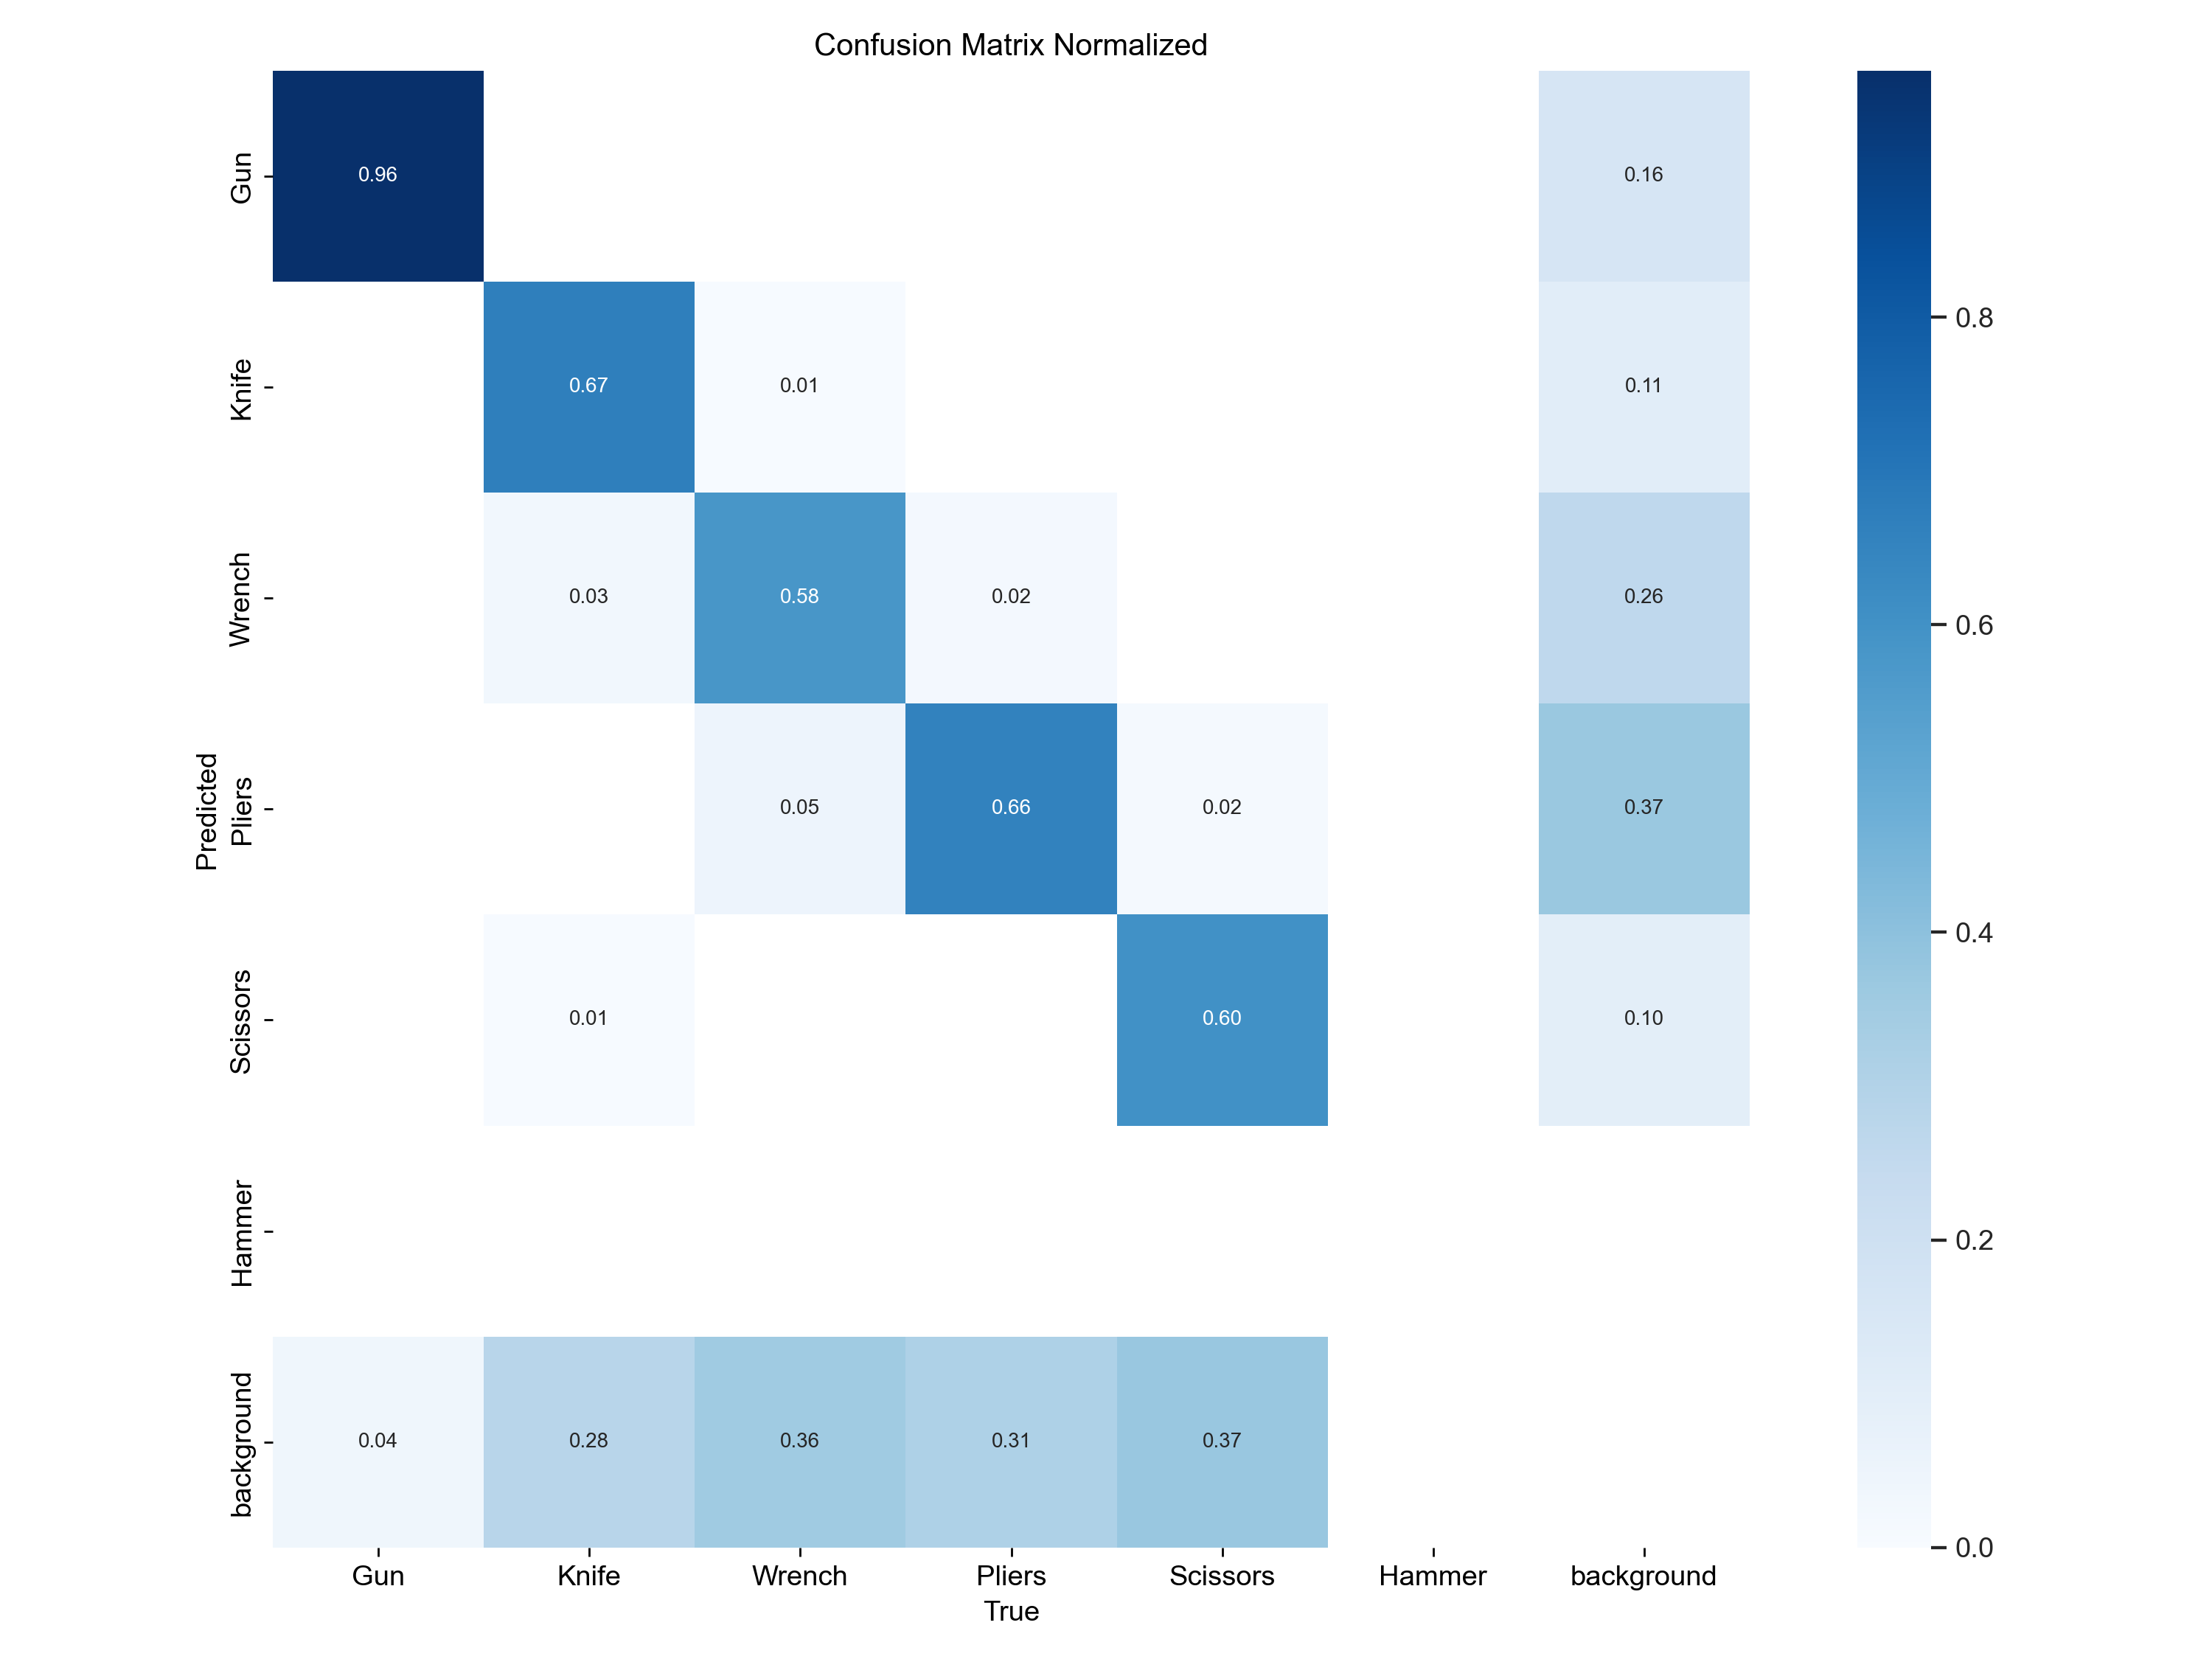 Confusion Matrix Normalized
Gun 0.96 0.16
Knife 0.67 0.01 0.11
0.8
Wrench 0.03 0.58 0.02 0.26
0.6
Predicted
Pliers 0.05 0.66 0.02 0.37
0.4
Scissors 0.01 0.60 0.10
Hammer
0.2
background 0.04 0.28 0.36 0.31 0.37
0.0
Gun Knife Wrench Pliers Scissors Hammer background
True